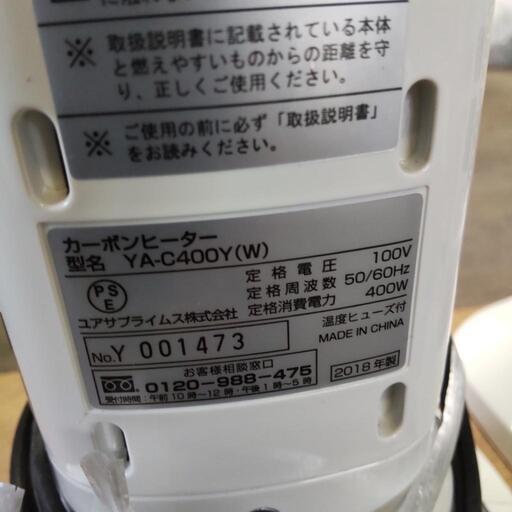 ※ 取扱説明書に記載されている本体
と燃えやすいものからの距離を守
り、正しくご使用ください。
※ ご使用の前に必ず「取扱説明書」
をお読みください。
カーボンヒーター
型名 YA-C400Y(W)
PSE
定格電圧 100V
定格周波数 50/60Hz
定格消費電力 400W
ユアサプライムス株式会社
温度ヒューズ付
MADE IN CHINA
No.Y 001473
お客様相談窓口
0120-988-475
受付時間：午前10時〜12時・午後1〜5時
2018年製